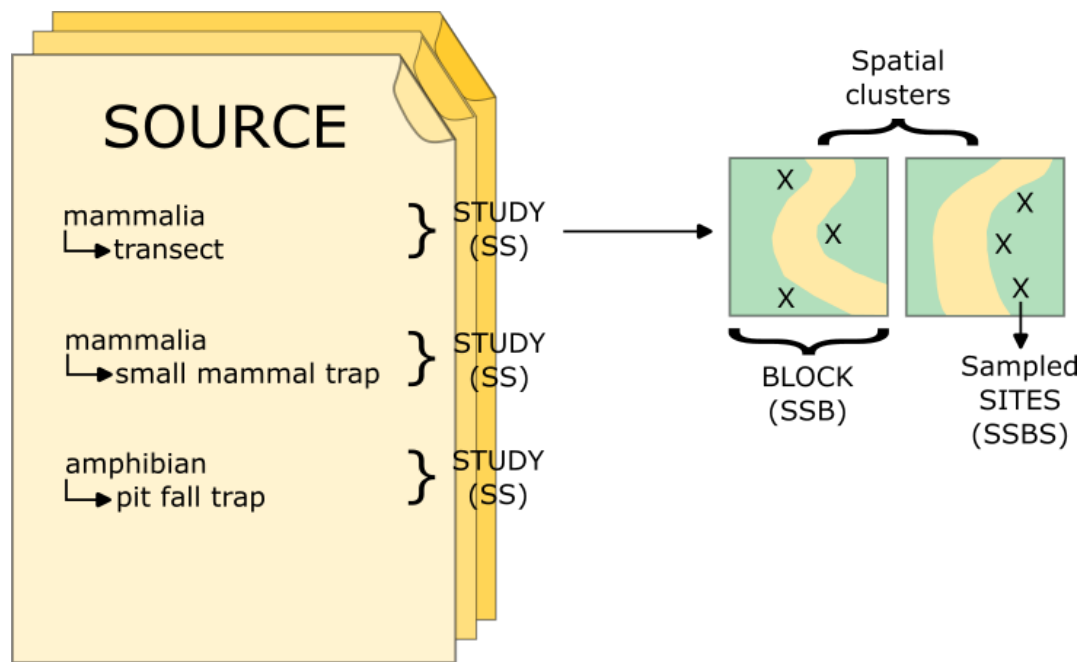 SOURCE
mammalia
transect
STUDY
(SS)
mammalia
small mammal trap
STUDY
(SS)
amphibian
pit fall trap
STUDY
(SS)
Spatial
clusters
X
X
X
X
X
X
BLOCK
(SSB)
Sampled
SITES
(SSBS)